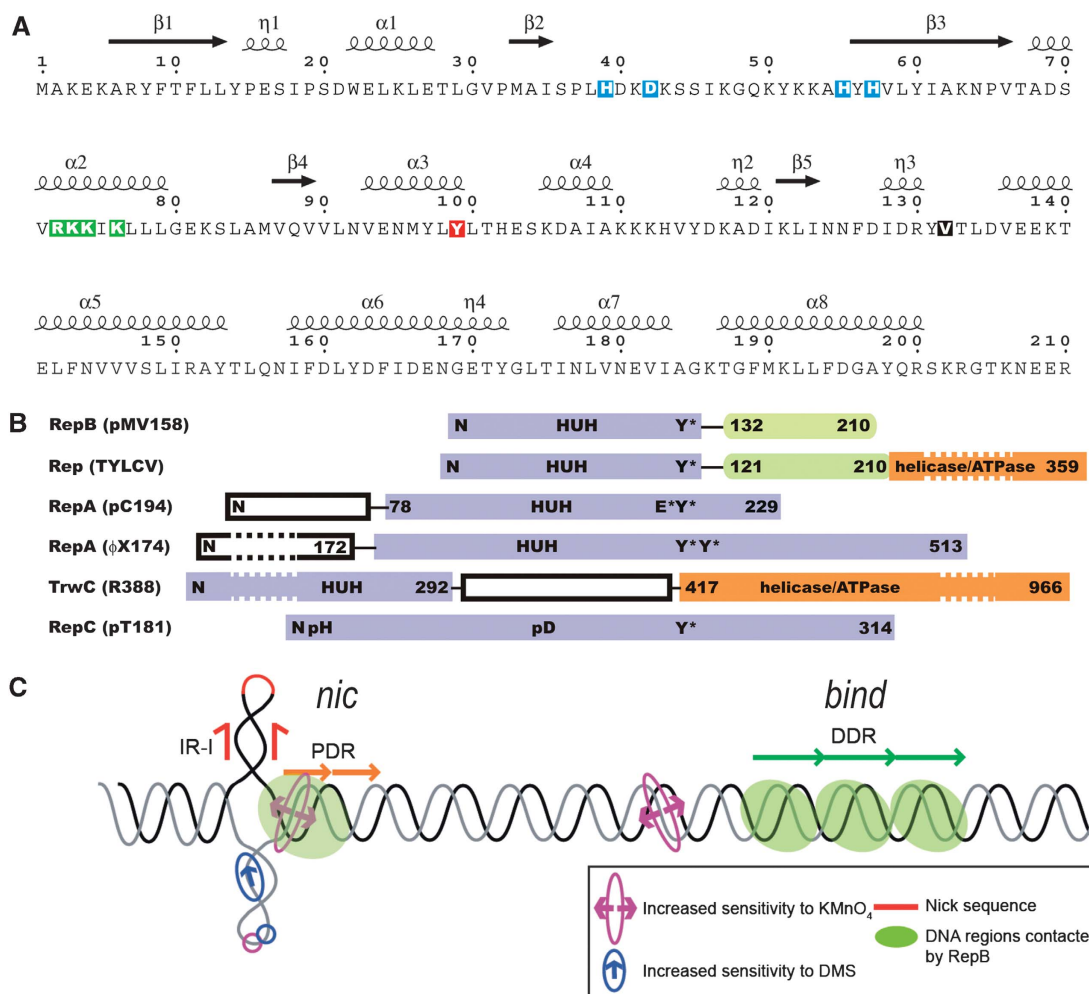 A
β1 η1 α1 β2 β3
1 10 20 30 40 50 60 70
MAKEKARYFTFLLYPESIPSDWELKLETLGVPMAISPLHDKDKSSIKGQKYKKAHYHVLYIAKNPVTADS
α2 β4 α3 α4 η2 β5 η3
80 90 100 110 120 130 140
VRKKIKLLLGEKSLAMVQVVLNVENMYLYLTHESKDAIAKKKHVYDKADIKLINNFDIDRYVTLDVEEKT
α5 α6 η4 α7 α8
150 160 170 180 190 200 210
ELFNVVVSLIRAYTLQNIFDLYDFIDENGETYGLTINLVNEVIAGKTGFMKLLFDGAYQRSKRGTKNEER
B
RepB (pMV158) N HUH Y* 132 210
Rep (TYLCV) N HUH Y* 121 210 helicase/ATPase 359
RepA (pC194) N 78 HUH E*Y* 229
RepA (ϕX174) N 172 HUH Y*Y* 513
TrwC (R388) N HUH 292 417 helicase/ATPase 966
RepC (pT181) N pH pD Y* 314
C
nic bind
IR-I PDR DDR
Increased sensitivity to KMnO₄
Nick sequence
DNA regions contacte
by RepB
Increased sensitivity to DMS